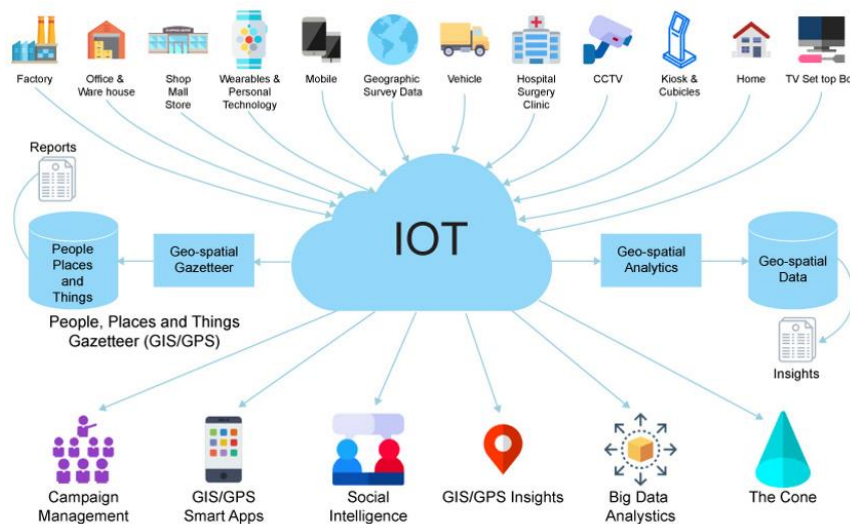 Factory
Office &
Ware house
Shop
Mall
Store
Wearables &
Personal
Technology
Mobile
Geographic
Survey Data
Vehicle
Hospital
Surgery
Clinic
CCTV
Kiosk &
Cubicles
Home
TV Set top Bo
Reports
IOT
People
Places
and
Things
Geo-spatial
Gazetteer
Geo-spatial
Analytics
Geo-spatial
Data
People, Places and Things
Gazetteer (GIS/GPS)
Insights
Campaign
Management
GIS/GPS
Smart Apps
Social
Intelligence
GIS/GPS Insights
Big Data
Analystics
The Cone